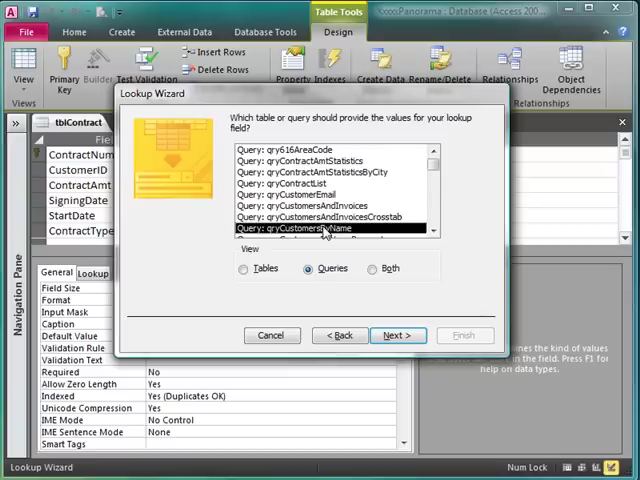 Table Tools
Panorama : Database (Access 200
File
Home
Create
External Data
Database Tools
Design
View
Primary
Key
Builder
Test Validation
Insert Rows
Delete Rows
Property
Indexes
Create Data
Rename/Delete
Relationships
Object
Dependencies
Relationships
Lookup Wizard
Which table or query should provide the values for your lookup
field?
Query: qry616AreaCode
Query: qryContractAmtStatistics
Query: qryContractAmtStatisticsByCity
Query: qryContractList
Query: qryCustomerEmail
Query: qryCustomersAndInvoices
Query: qryCustomersAndInvoicesCrosstab
Query: qryCustomersByName
View
Tables
Queries
Both
Cancel
< Back
Next >
Finish
tblContract
ContractNum
CustomerID
ContractAmt
SigningDate
StartDate
ContractType
Navigation Pane
General
Lookup
Field Size
Format
Input Mask
Caption
Default Value
Validation Rule
Validation Text
Required No
Allow Zero Length Yes
Indexed Yes (Duplicates OK)
Unicode Compression Yes
IME Mode No Control
IME Sentence Mode None
Smart Tags
mines the kind of values
in the field. Press F1 for
help on data types.
Lookup Wizard
Num Lock